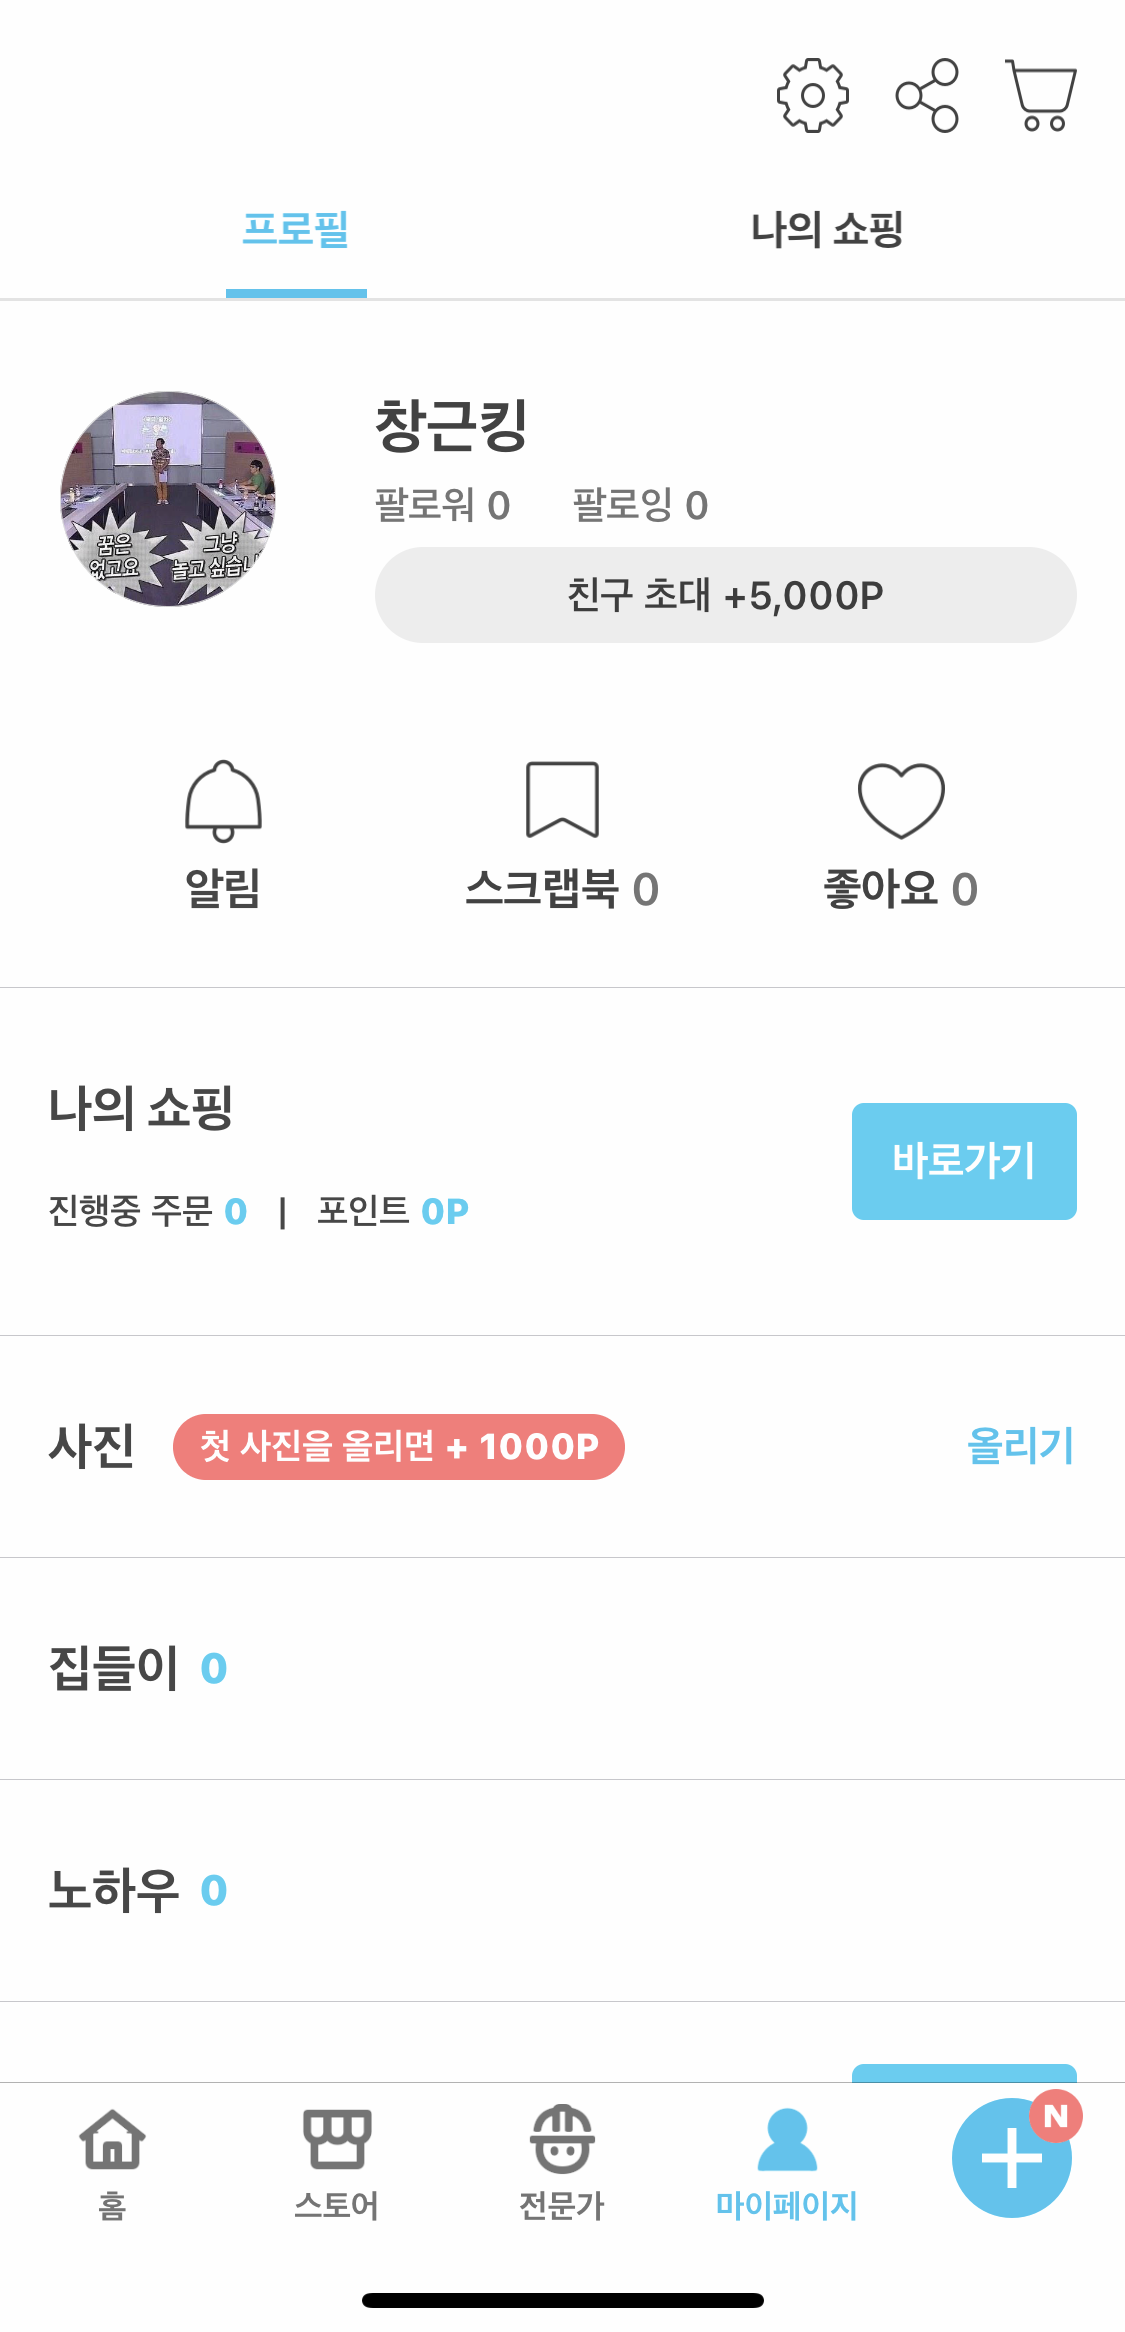 프로필 나의 쇼핑
창근킹
팔로워 0 팔로잉 0
친구 초대 +5,000P
꿈은
없고요
그냥
놀고 싶습니
알림 스크랩북 0 좋아요 0
나의 쇼핑
바로가기
진행중 주문 0 | 포인트 0P
사진 첫 사진을 올리면 + 1000P 올리기
집들이 0
노하우 0
N
홈 스토어 전문가 마이페이지